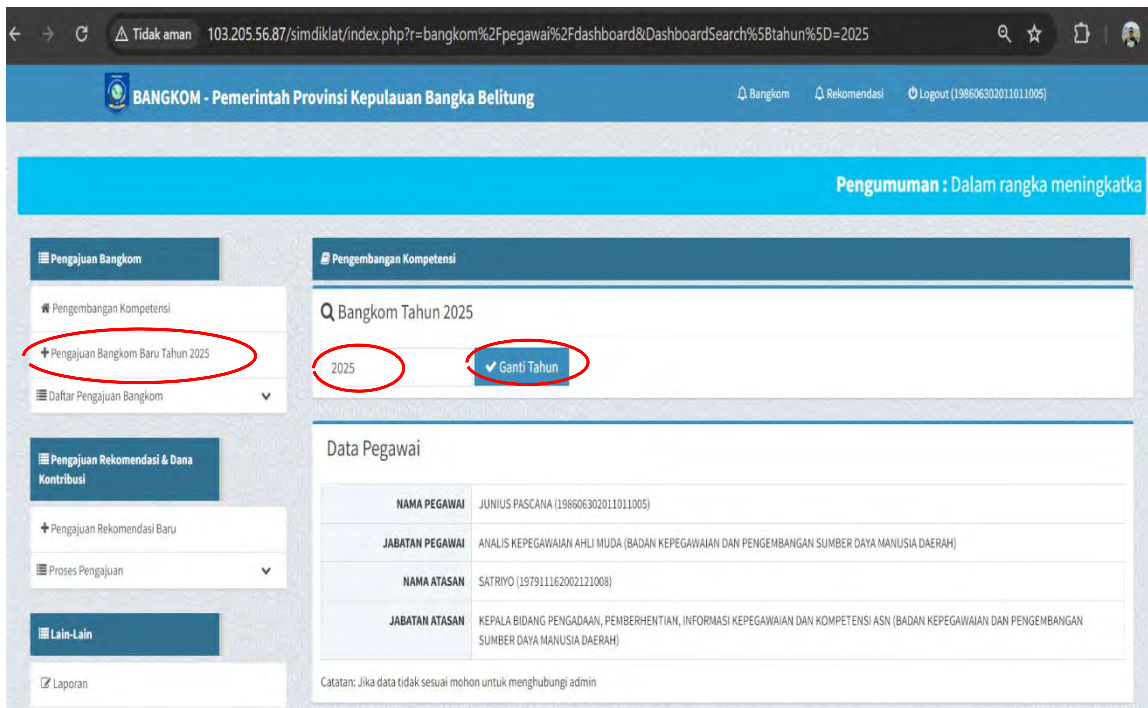 Tidak aman 103.205.56.87/simdiklat/index.php?r=bangkom%2Fpegawai%2Fdashboard&DashboardSearch%5Btahun%5D=2025
BANGKOM - Pemerintah Provinsi Kepulauan Bangka Belitung
Bangkom
Rekomendasi
Logout (198606302011011005)
Pengumuman : Dalam rangka meningkatka
Pengajuan Bangkom
Pengembangan Kompetensi
Pengajuan Bangkom Baru Tahun 2025
Daftar Pengajuan Bangkom
Pengajuan Rekomendasi & Dana
Kontribusi
Pengajuan Rekomendasi Baru
Proses Pengajuan
Lain-Lain
Laporan
Pengembangan Kompetensi
Bangkom Tahun 2025
2025
Ganti Tahun
Data Pegawai
NAMA PEGAWAI JUNIUS PASCANA (198606302011011005)
JABATAN PEGAWAI ANALIS KEPEGAWAIAN AHLI MUDA (BADAN KEPEGAWAIAN DAN PENGEMBANGAN SUMBER DAYA MANUSIA DAERAH)
NAMA ATASAN SATRIYO (197911162002121008)
JABATAN ATASAN KEPALA BIDANG PENGADAAN, PEMBERHENTIAN, INFORMASI KEPEGAWAIAN DAN KOMPETENSI ASN (BADAN KEPEGAWAIAN DAN PENGEMBANGAN
SUMBER DAYA MANUSIA DAERAH)
Catatan: Jika data tidak sesuai mohon untuk menghubungi admin